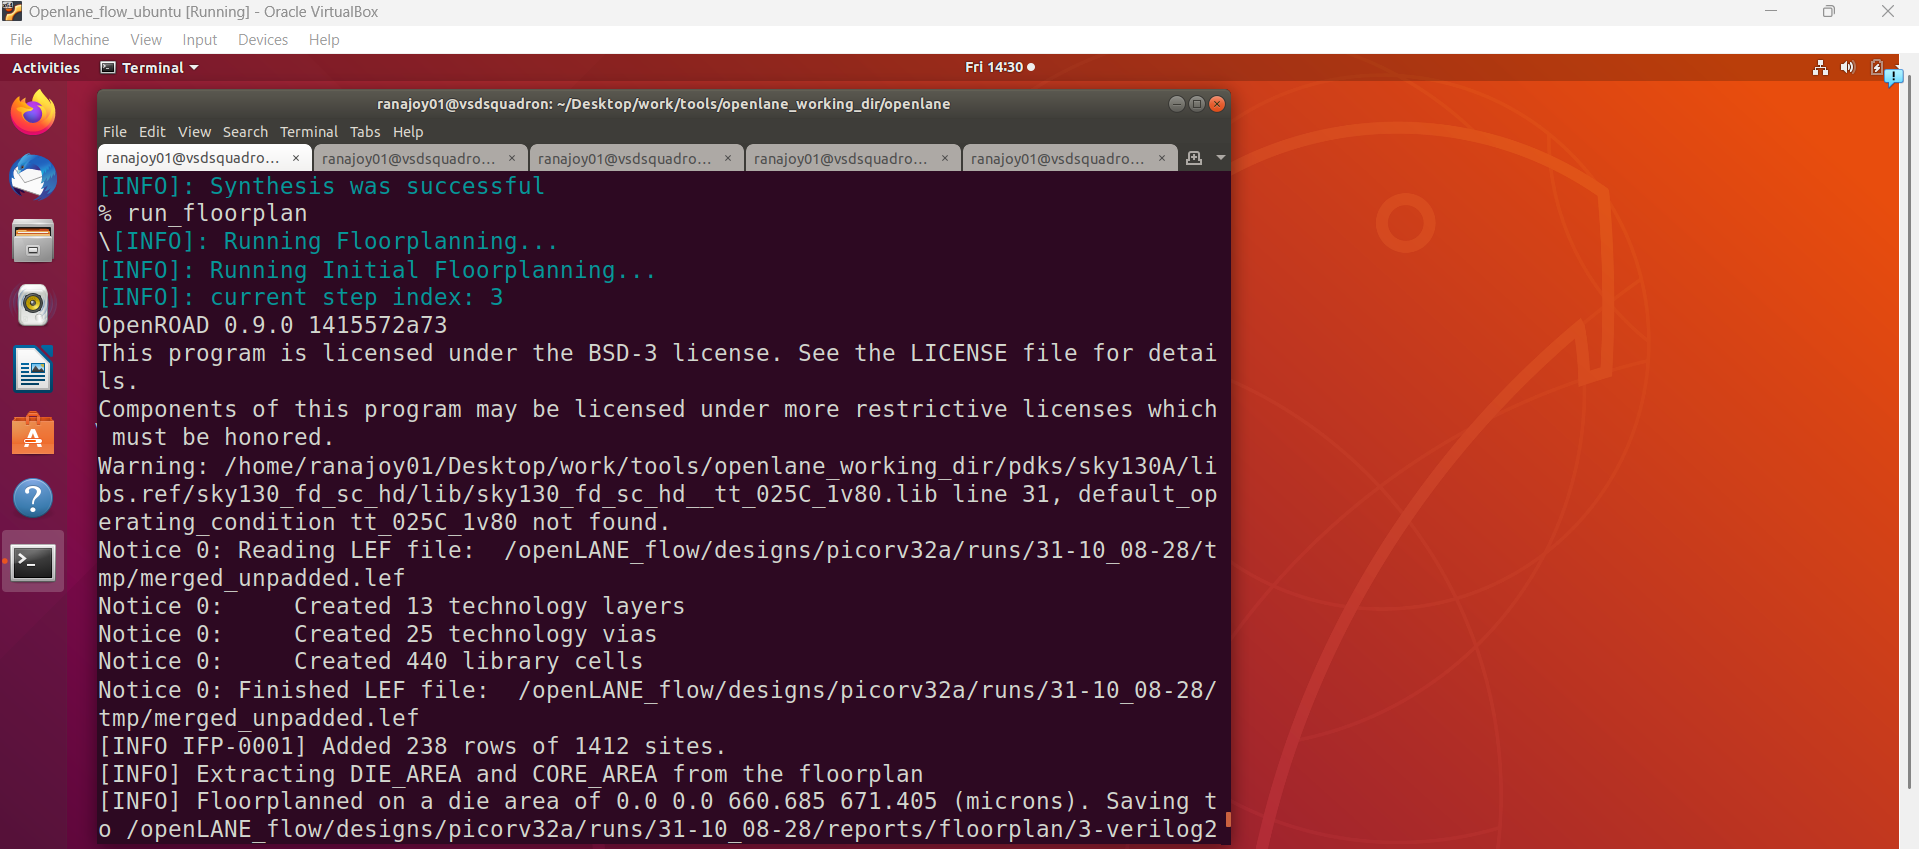 Openlane_flow_ubuntu [Running] - Oracle VirtualBox
File Machine View Input Devices Help
Activities Terminal Fri 14:30
ranajoy01@vsdsquadron: ~/Desktop/work/tools/openlane_working_dir/openlane
File Edit View Search Terminal Tabs Help
ranajoy01@vsdsquadro... × ranajoy01@vsdsquadro... × ranajoy01@vsdsquadro... × ranajoy01@vsdsquadro... × ranajoy01@vsdsquadro... ×
[INFO]: Synthesis was successful
% run_floorplan
\[INFO]: Running Floorplanning...
[INFO]: Running Initial Floorplanning...
[INFO]: current step index: 3
OpenROAD 0.9.0 1415572a73
This program is licensed under the BSD-3 license. See the LICENSE file for detai
ls.
Components of this program may be licensed under more restrictive licenses which
 must be honored.
Warning: /home/ranajoy01/Desktop/work/tools/openlane_working_dir/pdks/sky130A/li
bs.ref/sky130_fd_sc_hd/lib/sky130_fd_sc_hd__tt_025C_1v80.lib line 31, default_op
erating_condition tt_025C_1v80 not found.
Notice 0: Reading LEF file:  /openLANE_flow/designs/picorv32a/runs/31-10_08-28/t
mp/merged_unpadded.lef
Notice 0:     Created 13 technology layers
Notice 0:     Created 25 technology vias
Notice 0:     Created 440 library cells
Notice 0: Finished LEF file:  /openLANE_flow/designs/picorv32a/runs/31-10_08-28/
tmp/merged_unpadded.lef
[INFO IFP-0001] Added 238 rows of 1412 sites.
[INFO] Extracting DIE_AREA and CORE_AREA from the floorplan
[INFO] Floorplanned on a die area of 0.0 0.0 660.685 671.405 (microns). Saving t
o /openLANE_flow/designs/picorv32a/runs/31-10_08-28/reports/floorplan/3-verilog2